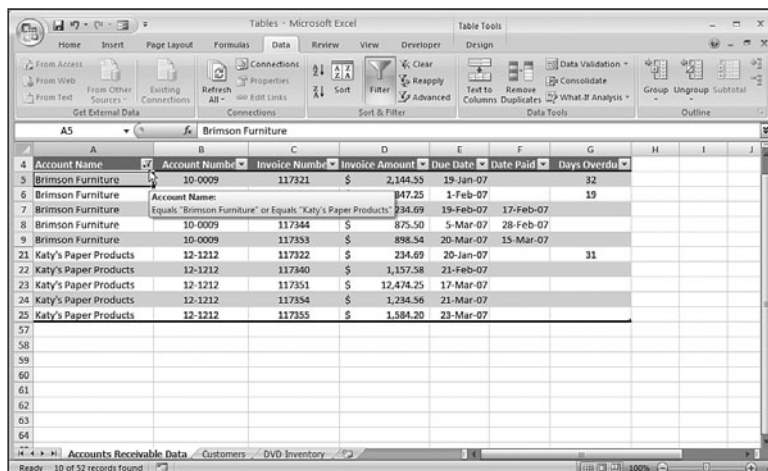 Tables - Microsoft Excel
Table Tools
Home Insert Page Layout Formulas Data Review View Developer Design
From Access
From Web
From Text
From Other Sources
Existing Connections
Get External Data
Refresh All
Connections
Properties
Edit Links
Connections
Sort
Filter
Clear
Reapply
Advanced
Sort & Filter
Text to Columns
Remove Duplicates
Data Validation
Consolidate
What-If Analysis
Data Tools
Group
Ungroup
Subtotal
Outline
A5 fx Brimson Furniture
A B C D E F G H I J
4 Account Name Account Numbe Invoice Numbe Invoice Amount Due Date Date Paid Days Overdu
5 Brimson Furniture 10-0009 117321 $ 2,144.55 19-Jan-07 32
6 Brimson Furniture 847.25 1-Feb-07 19
Account Name:
Equals "Brimson Furniture" or Equals "Katy's Paper Products"
7 Brimson Furniture 234.69 19-Feb-07 17-Feb-07
8 Brimson Furniture 10-0009 117344 $ 875.50 5-Mar-07 28-Feb-07
9 Brimson Furniture 10-0009 117353 $ 898.54 20-Mar-07 15-Mar-07
21 Katy's Paper Products 12-1212 117322 $ 234.69 20-Jan-07 31
22 Katy's Paper Products 12-1212 117340 $ 1,157.58 21-Feb-07
23 Katy's Paper Products 12-1212 117351 $ 12,474.25 17-Mar-07
24 Katy's Paper Products 12-1212 117354 $ 1,234.56 21-Mar-07
25 Katy's Paper Products 12-1212 117355 $ 1,584.20 23-Mar-07
57
58
59
60
61
62
63
64
Accounts Receivable Data Customers DVD Inventory
Ready 10 of 52 records found 100%